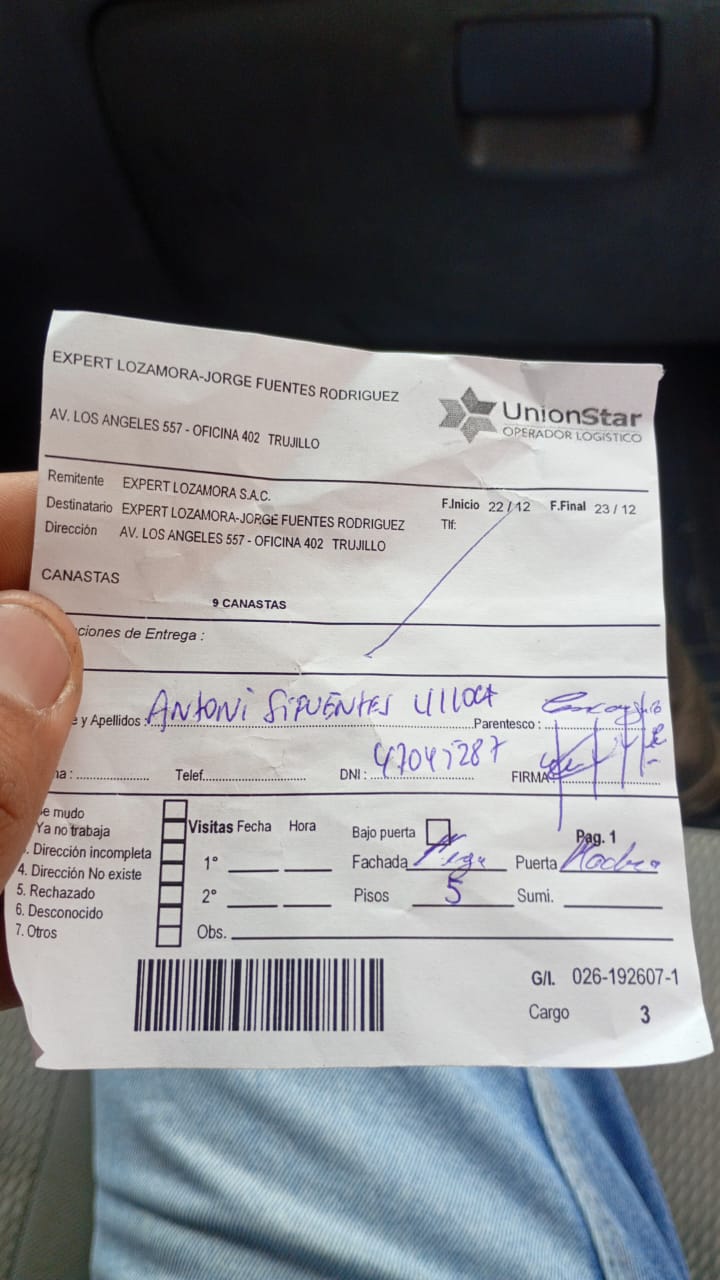 EXPERT LOZAMORA-JORGE FUENTES RODRIGUEZ
UnionStar
OPERADOR LOGÍSTICO
AV. LOS ANGELES 557 - OFICINA 402 TRUJILLO
Remitente EXPERT LOZAMORA S.A.C.
Destinatario EXPERT LOZAMORA-JORGE FUENTES RODRIGUEZ
F.Inicio 22 / 12 F.Final 23 / 12
Dirección AV. LOS ANGELES 557 - OFICINA 402 TRUJILLO
Tlf:
CANASTAS
9 CANASTAS
ciones de Entrega :
e y Apellidos : ANTONI SIFUENTES ULLOA Parentesco :
na : Telef. DNI : 47045287 FIRMA
e mudo
Ya no trabaja
. Dirección incompleta
4. Dirección No existe
5. Rechazado
6. Desconocido
7. Otros
Visitas Fecha Hora Bajo puerta Pag. 1
1° Fachada Puerta
2° Pisos 5 Sumi.
Obs.
G/I. 026-192607-1
Cargo 3